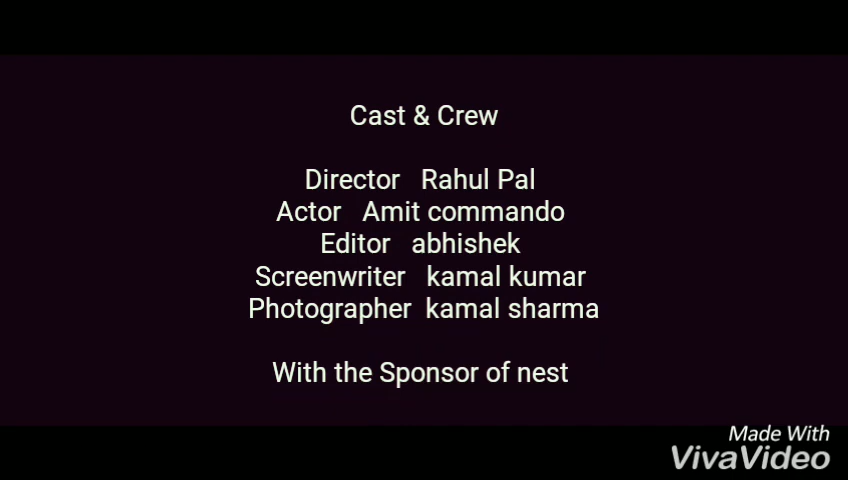 Cast & Crew
Director Rahul Pal
Actor Amit commando
Editor abhishek
Screenwriter kamal kumar
Photographer kamal sharma
With the Sponsor of nest
Made With
VivaVideo